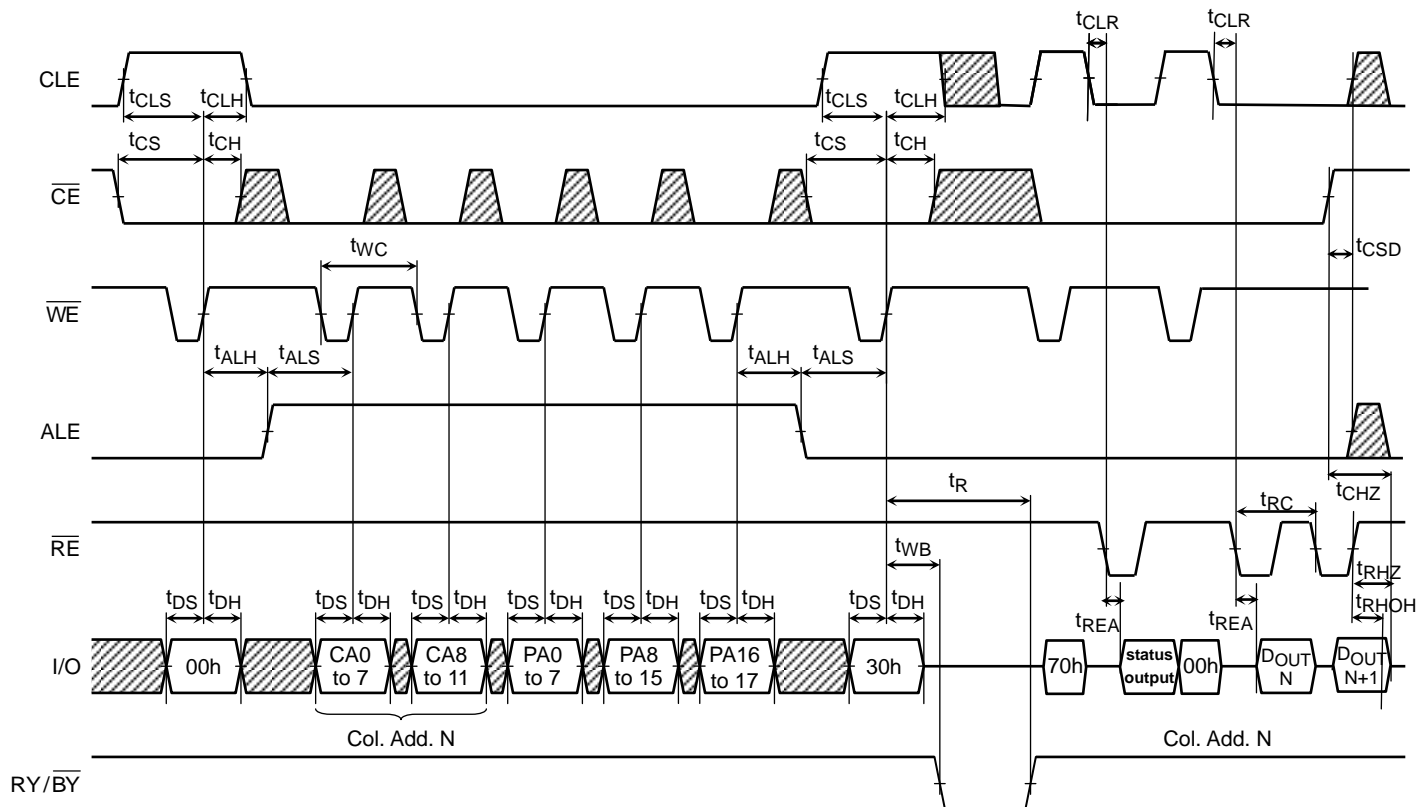 tCLR tCLR
CLE
tCLS tCLH tCLS tCLH
tCS tCH tCS tCH
CE
tWC tCSD
WE
tALH tALS tALH tALS
ALE
tR tCHZ
tRC
RE
tWB
tRHZ
tDS tDH tDS tDH tDS tDH tDS tDH tDS tDH tDS tDH tDS tDH tRHOH
tREA tREA
I/O 00h CA0 to 7 CA8 to 11 PA0 to 7 PA8 to 15 PA16 to 17 30h 70h status output 00h DOUT N DOUT N+1
Col. Add. N Col. Add. N
RY/BY